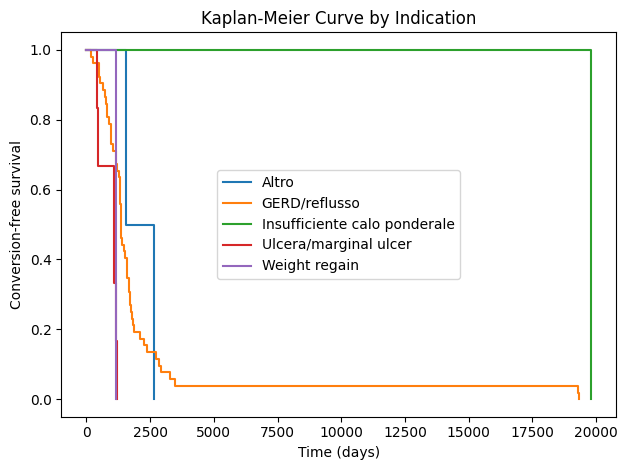 Kaplan-Meier Curve by Indication
Conversion-free survival
1.0
0.8
0.6
0.4
0.2
0.0
Altro
GERD/reflusso
Insufficiente calo ponderale
Ulcera/marginal ulcer
Weight regain
0
2500
5000
7500
10000
12500
15000
17500
20000
Time (days)